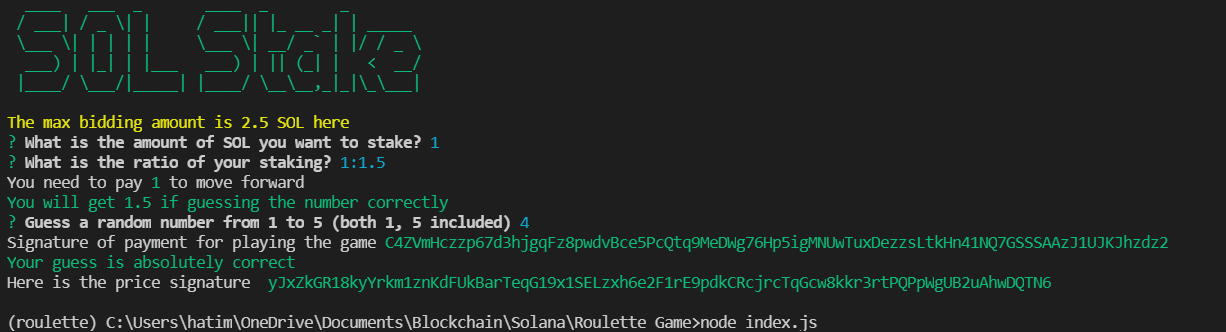 SOL Stake
The max bidding amount is 2.5 SOL here
? What is the amount of SOL you want to stake? 1
? What is the ratio of your staking? 1:1.5
You need to pay 1 to move forward
You will get 1.5 if guessing the number correctly
? Guess a random number from 1 to 5 (both 1, 5 included) 4
Signature of payment for playing the game C4ZVmHczzp67d3hjgqFz8pwdvBce5PcQtq9MeDWg76Hp5igMNUwTuxDezzsLtkHn41NQ7GSSSAAzJ1UJKJhzdz2
Your guess is absolutely correct
Here is the price signature  yJxZkGR18kyYrkm1znKdFUkBarTeqG19x1SELzxh6e2F1rE9pdkCRcjrcTqGcw8kkr3rtPQPpWgUB2uAhwDQTN6
(roulette) C:\Users\hatim\OneDrive\Documents\Blockchain\Solana\Roulette Game>node index.js